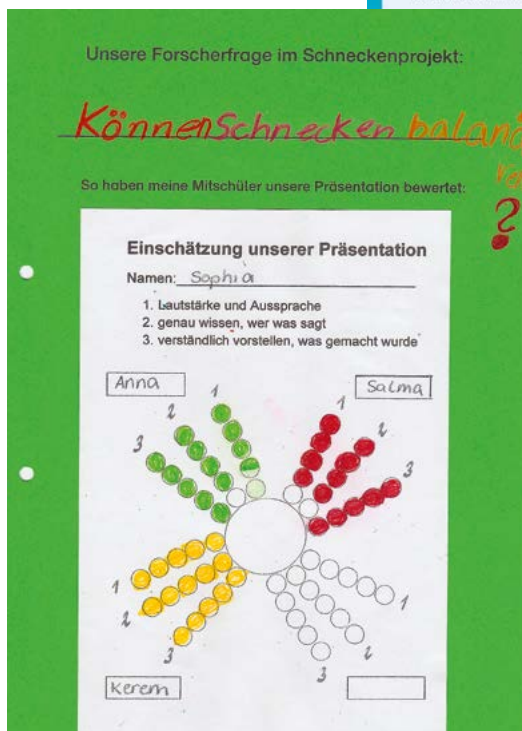 Unsere Forscherfrage im Schneckenprojekt:
Können Schnecken balanc
?
So haben meine Mitschüler unsere Präsentation bewertet:
Einschätzung unserer Präsentation
Namen: Sophia
1. Lautstärke und Aussprache
2. genau wissen, wer was sagt
3. verständlich vorstellen, was gemacht wurde
Anna
Salma
1
2
3
1
2
3
1
2
3
1
2
3
Kerem